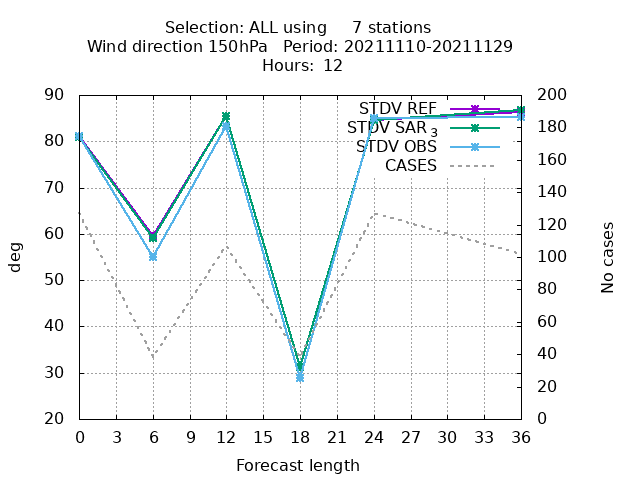 Selection: ALL using     7 stations
Wind direction 150hPa   Period: 20211110-20211129
Hours:  12
90
80
70
60
50
40
30
20
deg
200
180
160
140
120
100
80
60
40
20
0
No cases
STDV REF
STDV SAR 3
STDV OBS
CASES
0 3 6 9 12 15 18 21 24 27 30 33 36
Forecast length